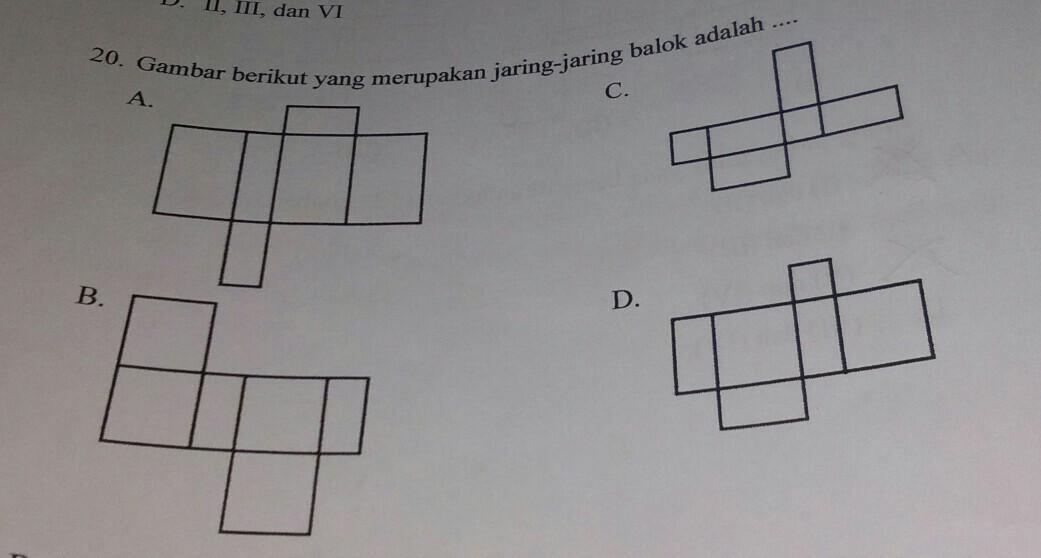 D. II, III, dan VI
20. Gambar berikut yang merupakan jaring-jaring balok adalah ....
A.
C.
B.
D.